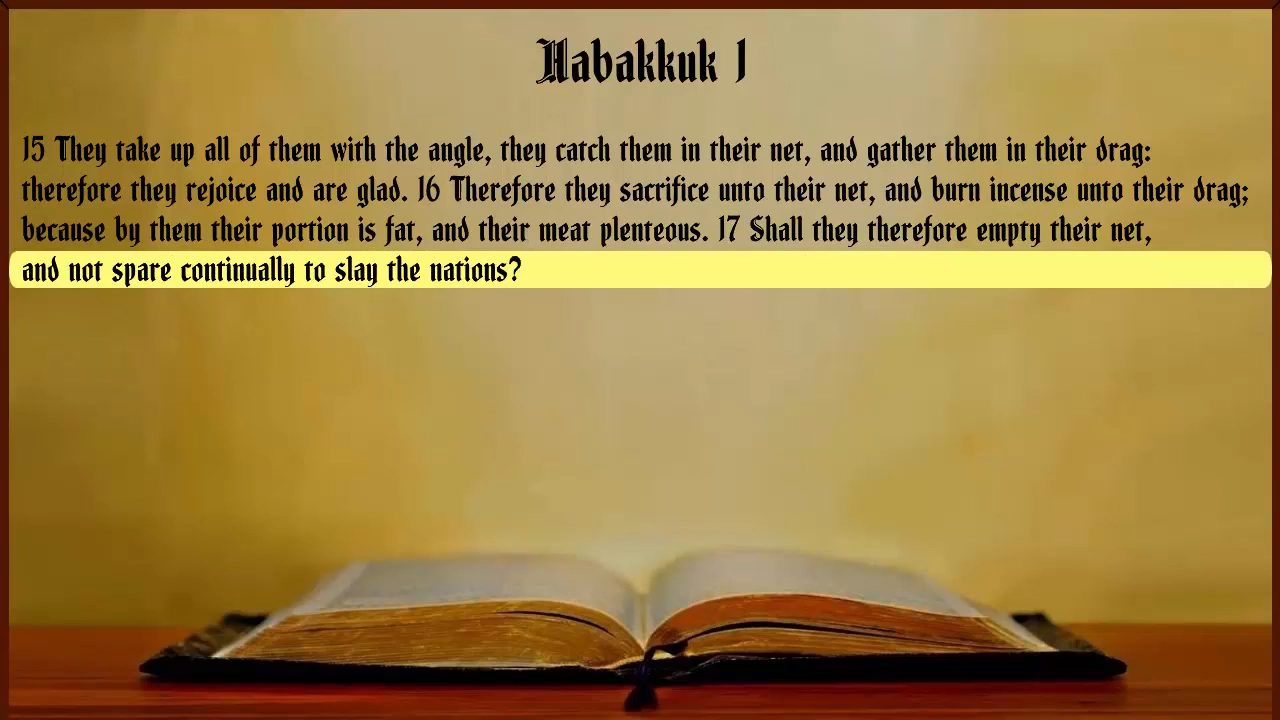 Habakkuk 1
15 They take up all of them with the angle, they catch them in their net, and gather them in their drag:
therefore they rejoice and are glad. 16 Therefore they sacrifice unto their net, and burn incense unto their drag;
because by them their portion is fat, and their meat plenteous. 17 Shall they therefore empty their net,
and not spare continually to slay the nations?